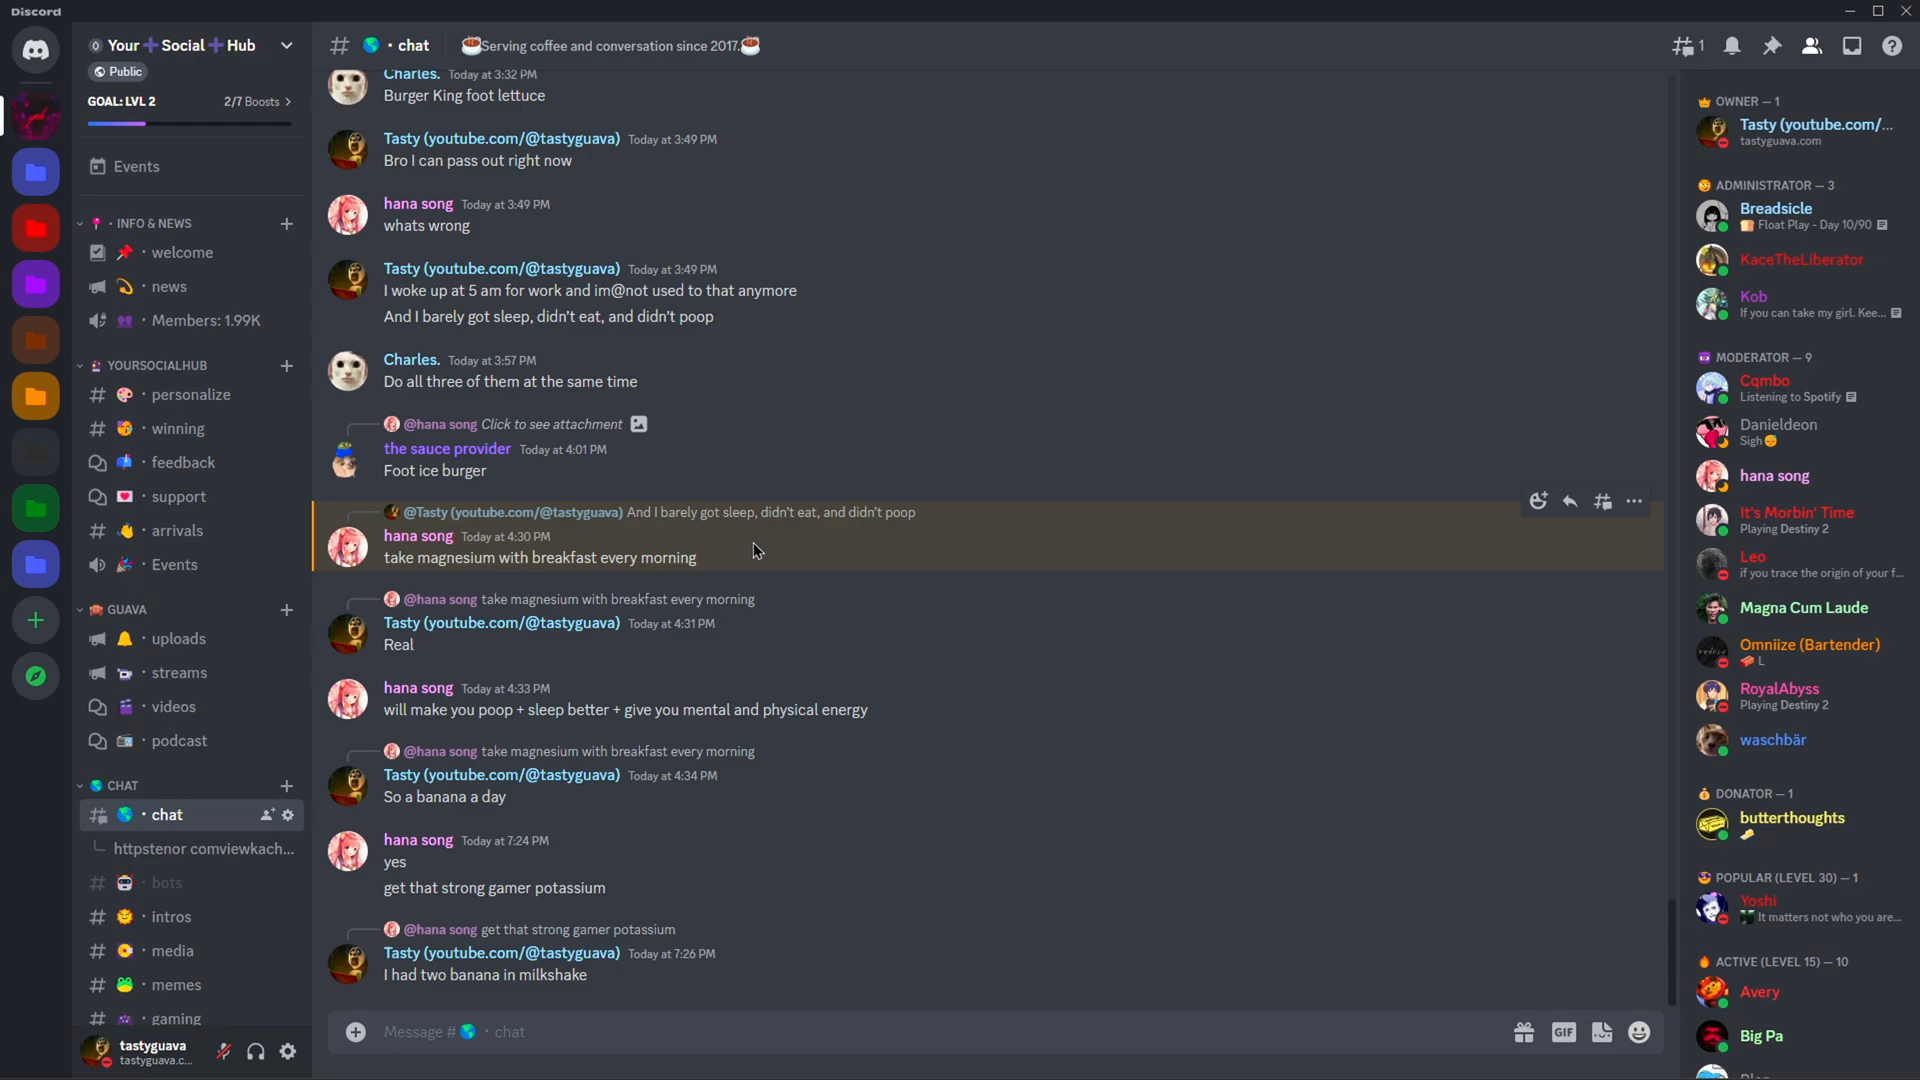 Discord
Your➕Social➕Hub
Public
GOAL: LVL 2 2/7 Boosts >
Events
INFO & NEWS
welcome
news
Members: 1.99K
YOURSOCIALHUB
personalize
winning
feedback
support
arrivals
Events
GUAVA
uploads
streams
videos
podcast
CHAT
chat
httpstenor comviewkach...
bots
intros
media
memes
gaming
tastyguava
tastyguava.c...
# 🌎 • chat ☕Serving coffee and conversation since 2017.☕
1
Charles. Today at 3:32 PM
Burger King foot lettuce
Tasty (youtube.com/@tastyguava) Today at 3:49 PM
Bro I can pass out right now
hana song Today at 3:49 PM
whats wrong
Tasty (youtube.com/@tastyguava) Today at 3:49 PM
I woke up at 5 am for work and im@not used to that anymore
And I barely got sleep, didn't eat, and didn't poop
Charles. Today at 3:57 PM
Do all three of them at the same time
@hana song Click to see attachment
the sauce provider Today at 4:01 PM
Foot ice burger
@Tasty (youtube.com/@tastyguava) And I barely got sleep, didn't eat, and didn't poop
hana song Today at 4:30 PM
take magnesium with breakfast every morning
@hana song take magnesium with breakfast every morning
Tasty (youtube.com/@tastyguava) Today at 4:31 PM
Real
hana song Today at 4:33 PM
will make you poop + sleep better + give you mental and physical energy
@hana song take magnesium with breakfast every morning
Tasty (youtube.com/@tastyguava) Today at 4:34 PM
So a banana a day
hana song Today at 7:24 PM
yes
get that strong gamer potassium
@hana song get that strong gamer potassium
Tasty (youtube.com/@tastyguava) Today at 7:26 PM
I had two banana in milkshake
Message #🌎 • chat
GIF
OWNER — 1
Tasty (youtube.com/...
tastyguava.com
ADMINISTRATOR — 3
Breadsicle
Float Play - Day 10/90
KaceTheLiberator
Kob
If you can take my girl. Kee...
MODERATOR — 9
Cqmbo
Listening to Spotify
Danieldeon
Sigh
hana song
It's Morbin' Time
Playing Destiny 2
Leo
if you trace the origin of your f...
Magna Cum Laude
Omniize (Bartender)
L
RoyalAbyss
Playing Destiny 2
waschbär
DONATOR — 1
butterthoughts
POPULAR (LEVEL 30) — 1
Yoshi
It matters not who you are...
ACTIVE (LEVEL 15) — 10
Avery
Big Pa